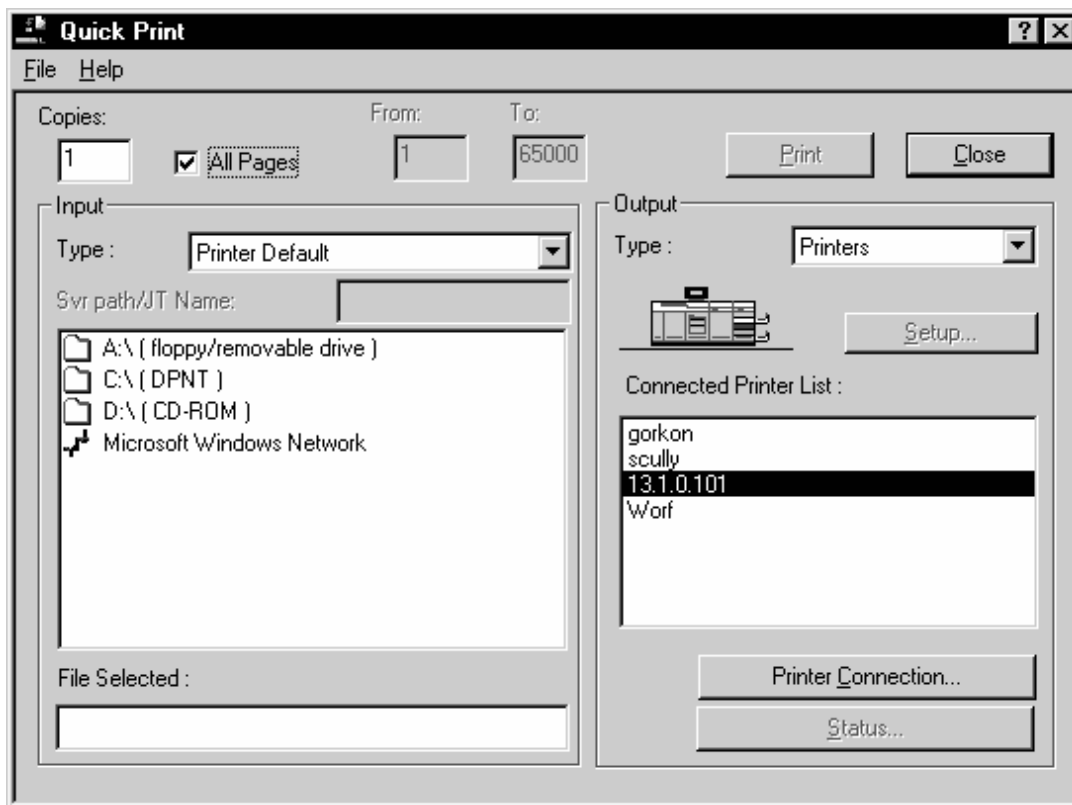 Quick Print
File Help
Copies: From: To:
1 All Pages 1 65000 Print Close
Input
Type : Printer Default
Svr path/JT Name:
A:\ ( floppy/removable drive )
C:\ ( DPNT )
D:\ ( CD-ROM )
Microsoft Windows Network
File Selected :
Output
Type : Printers
Setup...
Connected Printer List :
gorkon
scully
13.1.0.101
Worf
Printer Connection...
Status...